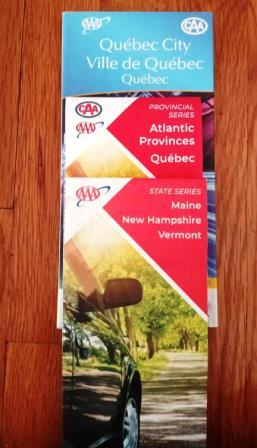 AAA
CAA
Québec City
Ville de Québec
Québec
CAA
AAA
PROVINCIAL
SERIES
Atlantic
Provinces
Québec
AAA
STATE SERIES
Maine
New Hampshire
Vermont